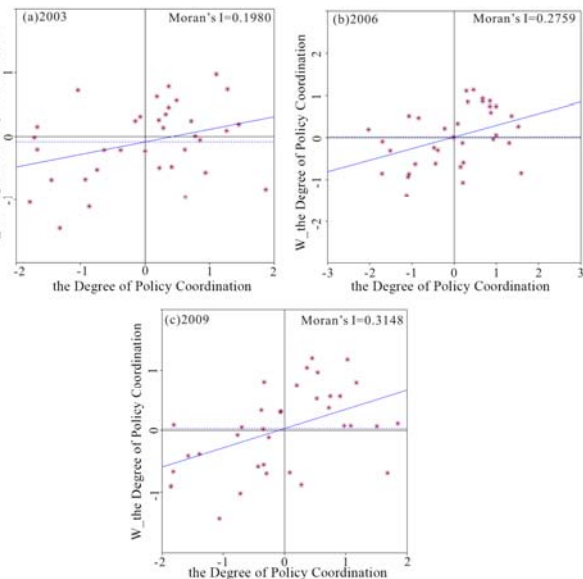 (a)2003 Moran's I=0.1980
1
0
-1
-2 -1 0 1 2
the Degree of Policy Coordination
(b)2006 Moran's I=0.2759
W_the Degree of Policy Coordination
2
1
0
-1
-2
-3 -2 -1 0 1 2 3
the Degree of Policy Coordination
(c)2009 Moran's I=0.3148
W_the Degree of Policy Coordination
1
0
-1
-2 -1 0 1 2
the Degree of Policy Coordination